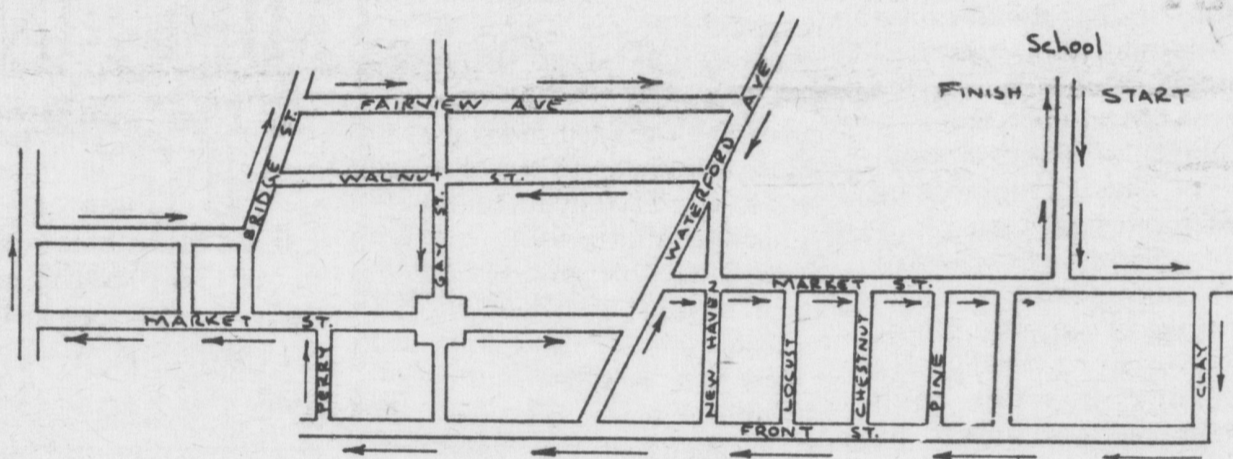 School
FINISH
START
FAIRVIEW AVE
WATERFORD AVE
BRIDGE ST.
WALNUT ST.
GAY ST.
MARKET ST.
MARKET ST.
PERRY
NEW HAVEN
LOCUST
CHESTNUT
PINE
CLAY
FRONT ST.